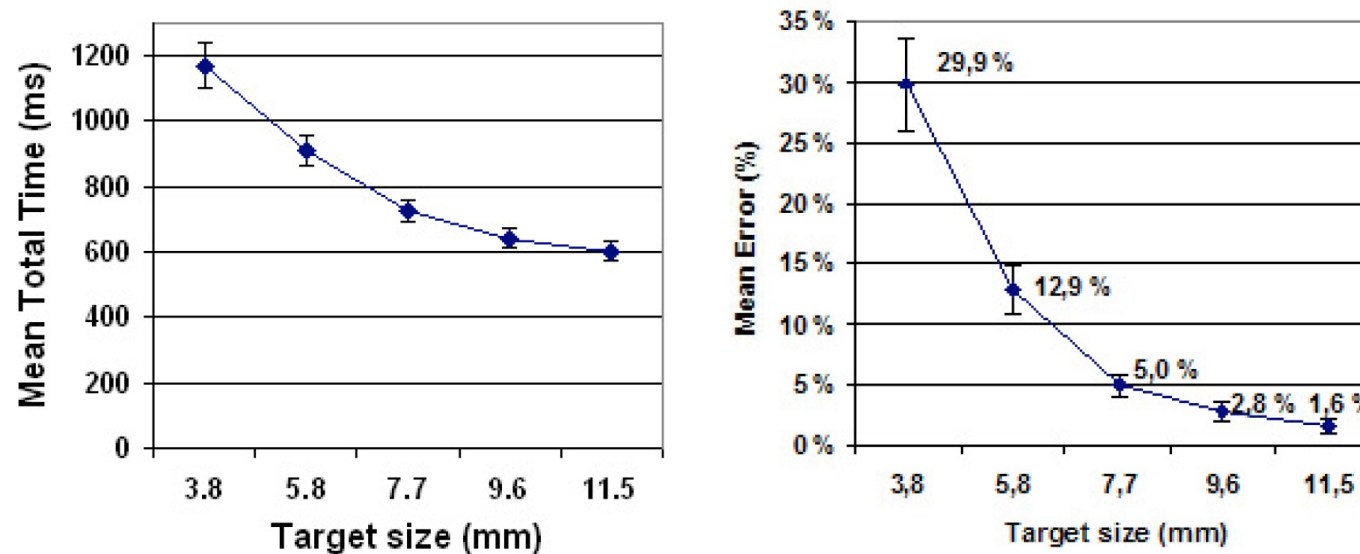 Mean Total Time (ms)
1200
1000
800
600
400
200
0
3.8 5.8 7.7 9.6 11.5
Target size (mm)
Mean Error (%)
35%
30%
25%
20%
15%
10%
5%
0%
29,9 %
12,9 %
5,0 %
2,8 % 1,6 %
3,8 5,8 7,7 9,6 11,5
Target size (mm)